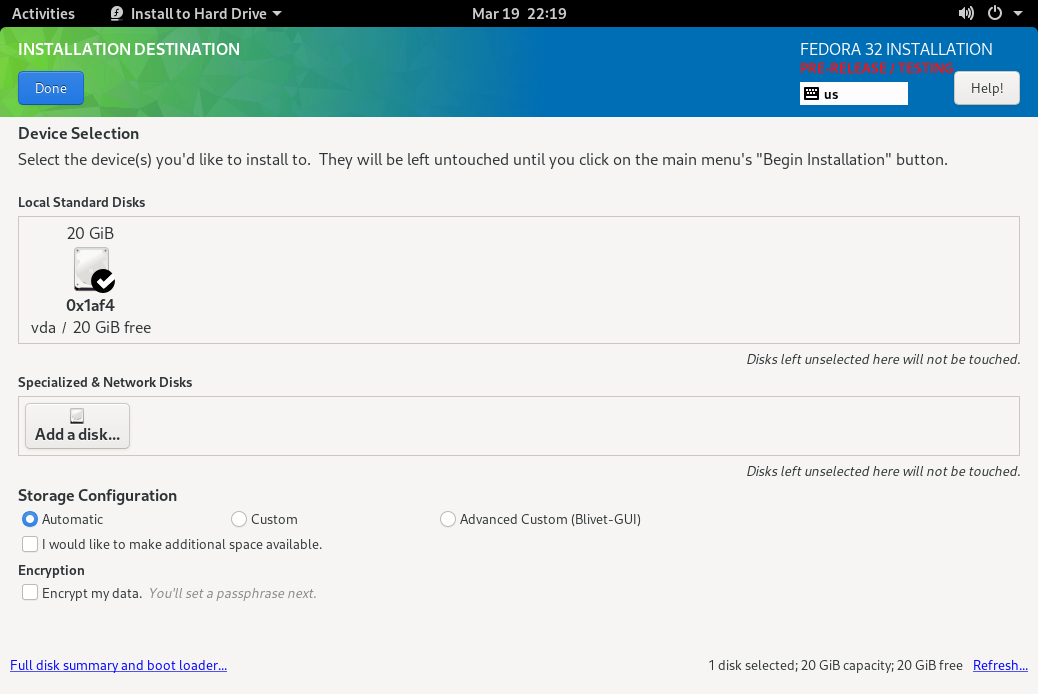 Activities
Install to Hard Drive
Mar 19 22:19
INSTALLATION DESTINATION
FEDORA 32 INSTALLATION
PRE-RELEASE / TESTING
Done
us
Help!
Device Selection
Select the device(s) you'd like to install to.  They will be left untouched until you click on the main menu's "Begin Installation" button.
Local Standard Disks
20 GiB
0x1af4
vda / 20 GiB free
Disks left unselected here will not be touched.
Specialized & Network Disks
Add a disk...
Disks left unselected here will not be touched.
Storage Configuration
Automatic
Custom
Advanced Custom (Blivet-GUI)
I would like to make additional space available.
Encryption
Encrypt my data. You'll set a passphrase next.
Full disk summary and boot loader...
1 disk selected; 20 GiB capacity; 20 GiB free
Refresh...